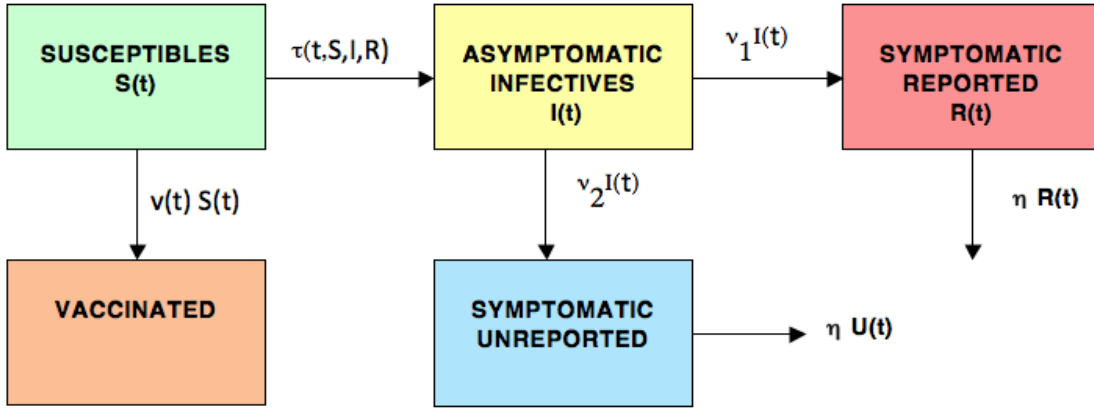 SUSCEPTIBLES
S(t)
τ(t,S,I,R)
ASYMPTOMATIC
INFECTIVES
I(t)
ν₁I(t)
SYMPTOMATIC
REPORTED
R(t)
v(t) S(t)
ν₂I(t)
η R(t)
VACCINATED
SYMPTOMATIC
UNREPORTED
η U(t)